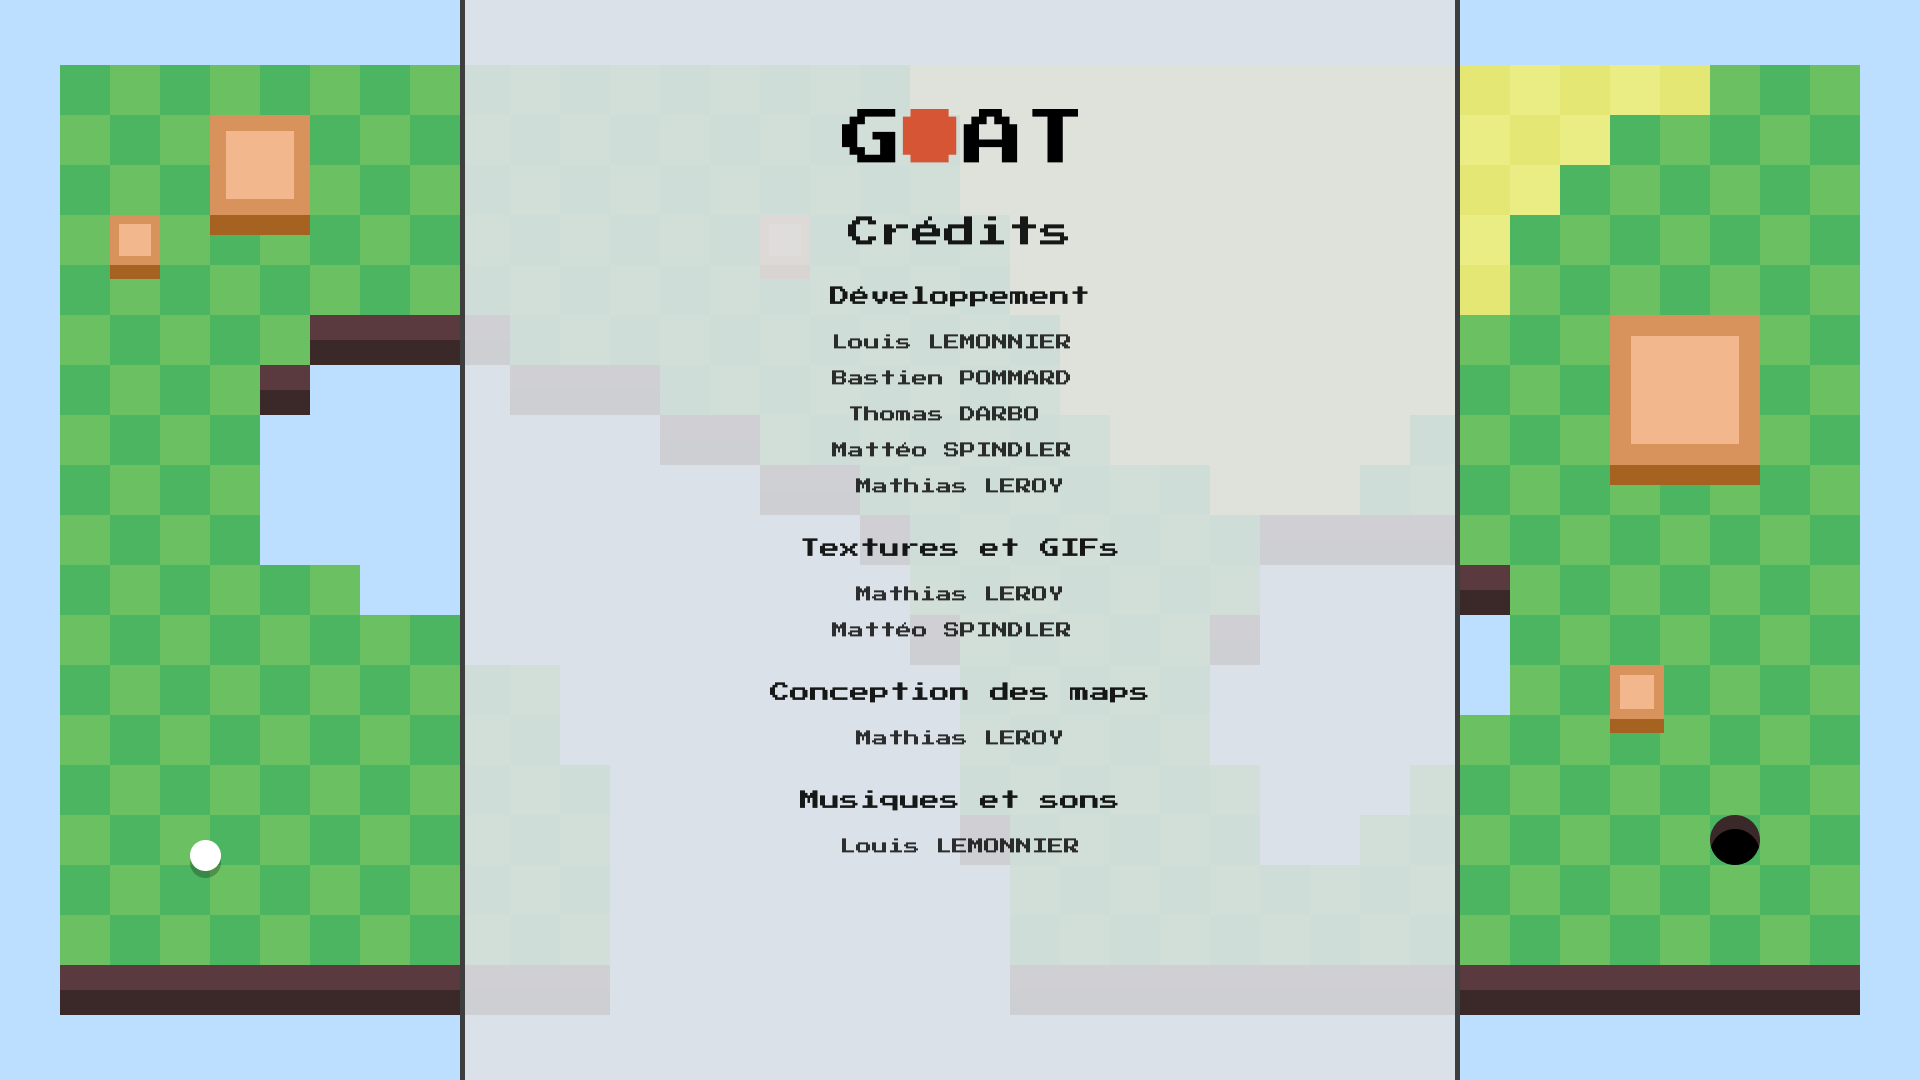 GOAT
Crédits
Développement
Louis LEMONNIER
Bastien POMMARD
Thomas DARBO
Mattéo SPINDLER
Mathias LEROY
Textures et GIFs
Mathias LEROY
Mattéo SPINDLER
Conception des maps
Mathias LEROY
Musiques et sons
Louis LEMONNIER